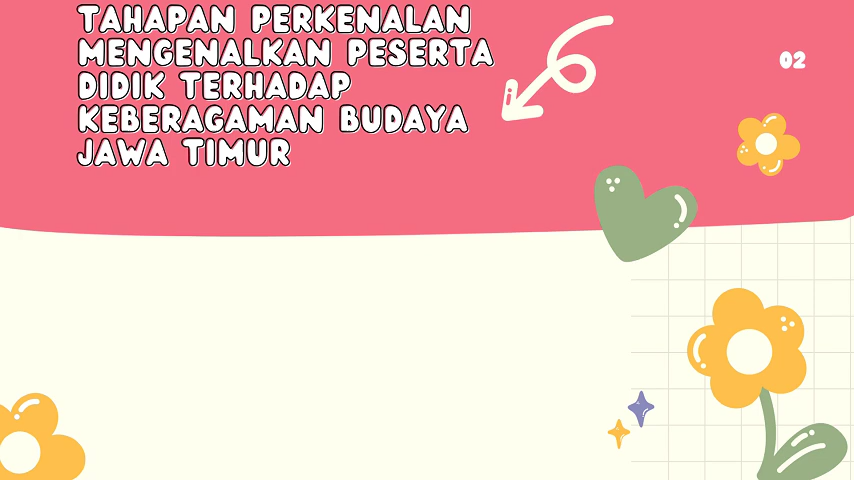 TAHAPAN PERKENALAN
MENGENALKAN PESERTA
DIDIK TERHADAP
KEBERAGAMAN BUDAYA
JAWA TIMUR
02